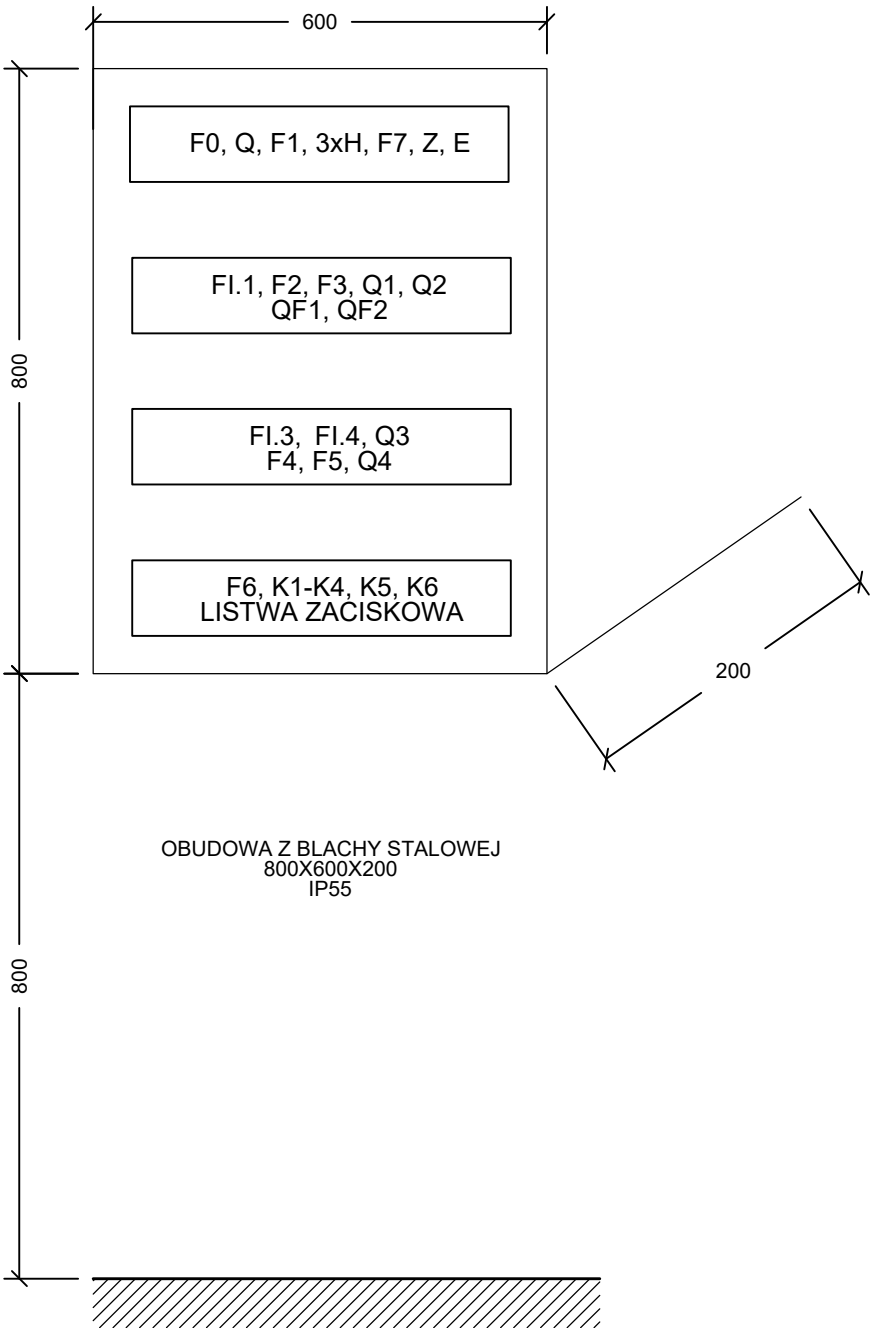 600
F0, Q, F1, 3xH, F7, Z, E
FI.1, F2, F3, Q1, Q2
QF1, QF2
800
FI.3, FI.4, Q3
F4, F5, Q4
F6, K1-K4, K5, K6
LISTWA ZACISKOWA
200
OBUDOWA Z BLACHY STALOWEJ
800X600X200
IP55
800